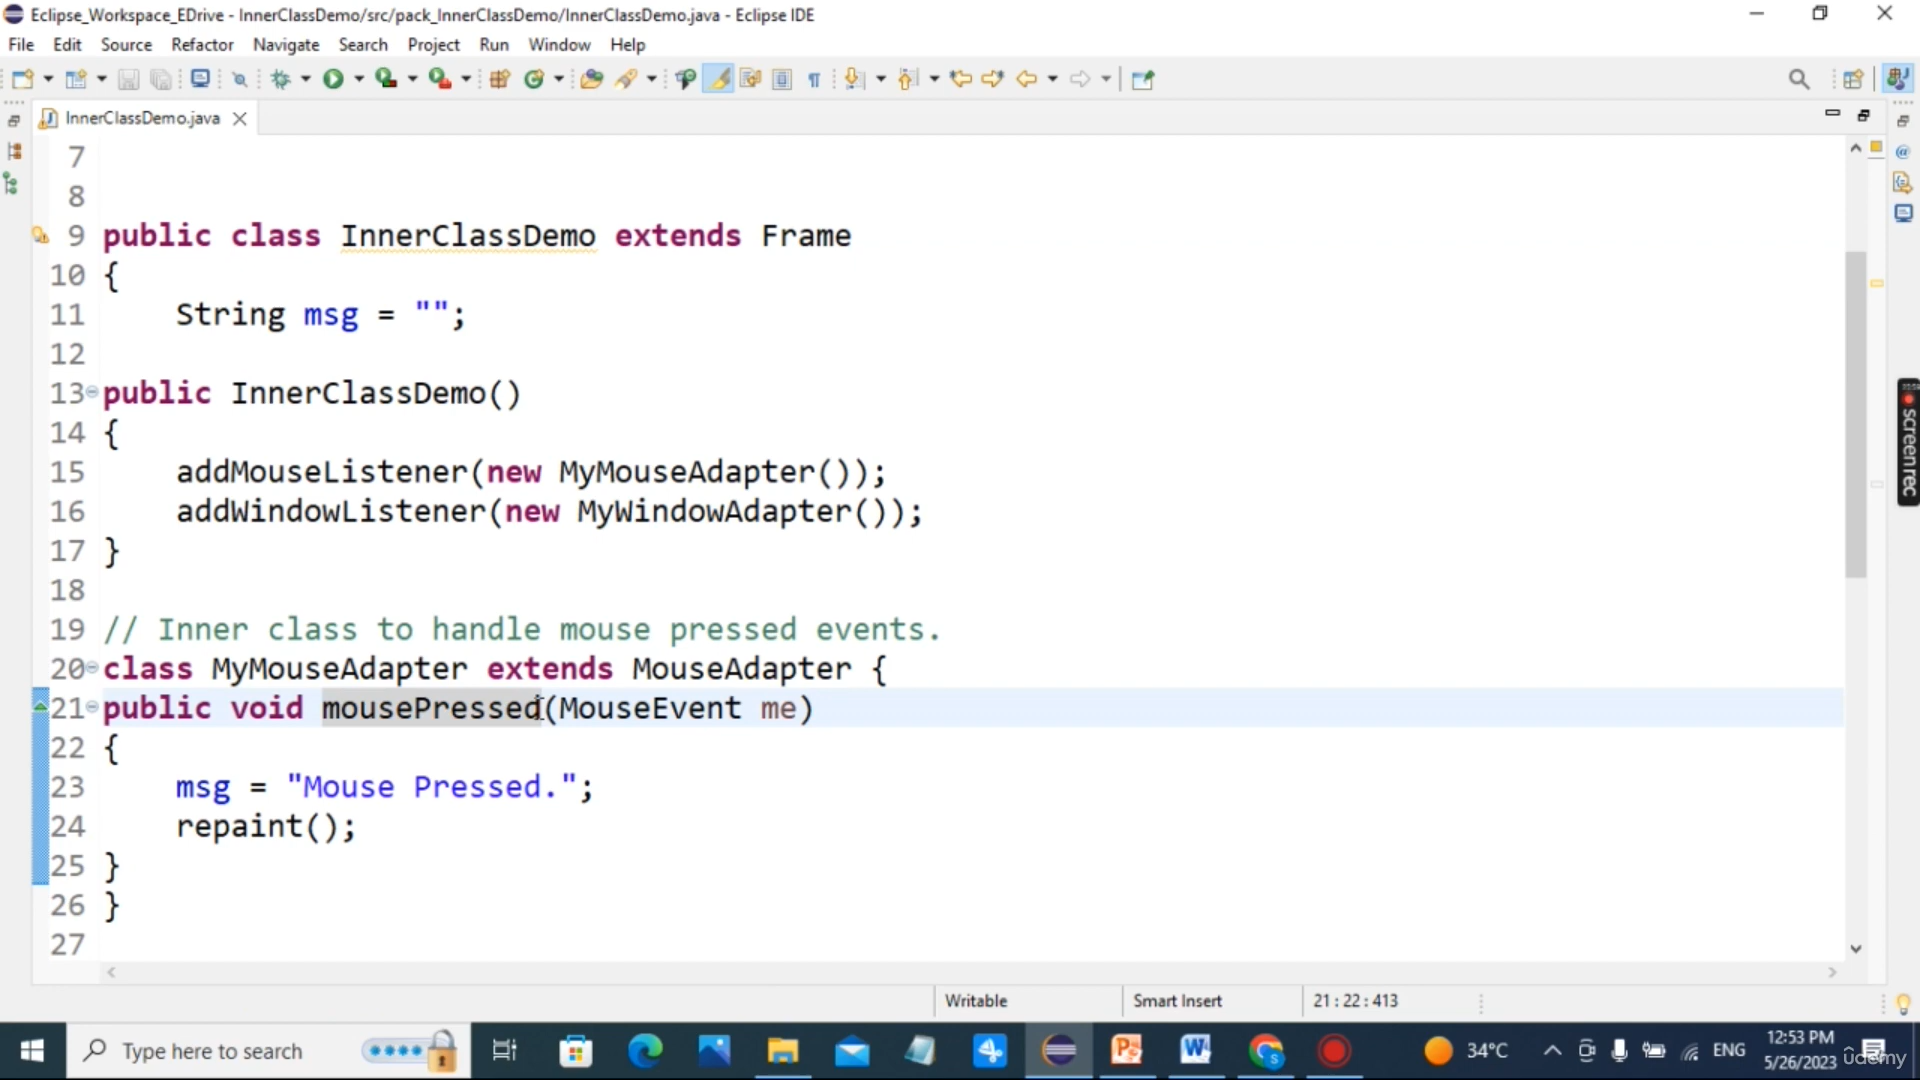 Eclipse_Workspace_EDrive - InnerClassDemo/src/pack_InnerClassDemo/InnerClassDemo.java - Eclipse IDE
File Edit Source Refactor Navigate Search Project Run Window Help
InnerClassDemo.java
7
8
9 public class InnerClassDemo extends Frame
10 {
11 String msg = "";
12
13 public InnerClassDemo()
14 {
15 addMouseListener(new MyMouseAdapter());
16 addWindowListener(new MyWindowAdapter());
17 }
18
19 // Inner class to handle mouse pressed events.
20 class MyMouseAdapter extends MouseAdapter {
21 public void mousePressed(MouseEvent me)
22 {
23 msg = "Mouse Pressed.";
24 repaint();
25 }
26 }
27
screenrec
Writable Smart Insert 21 : 22 : 413
Type here to search 34°C ENG 12:53 PM
5/26/2023
ûdemy